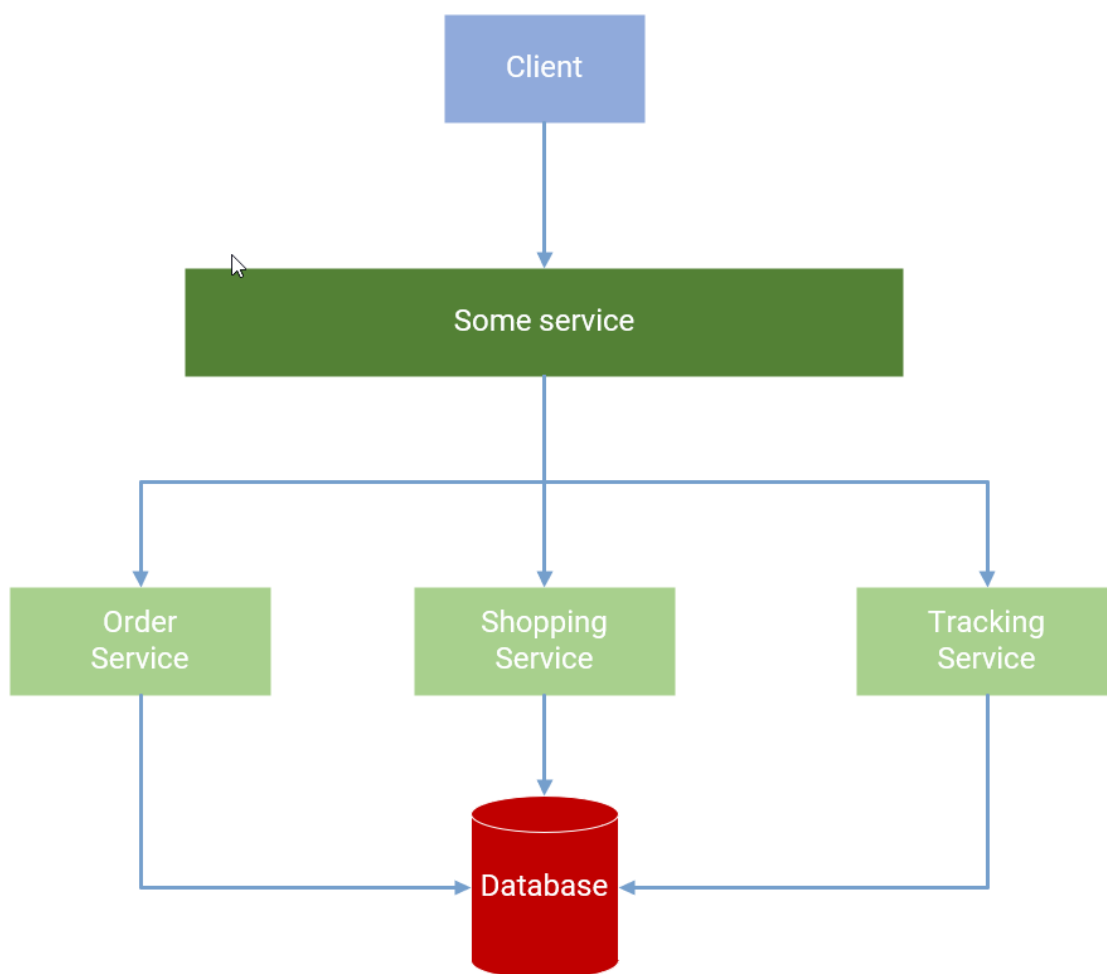 Client
Some service
Order
Service
Shopping
Service
Tracking
Service
Database